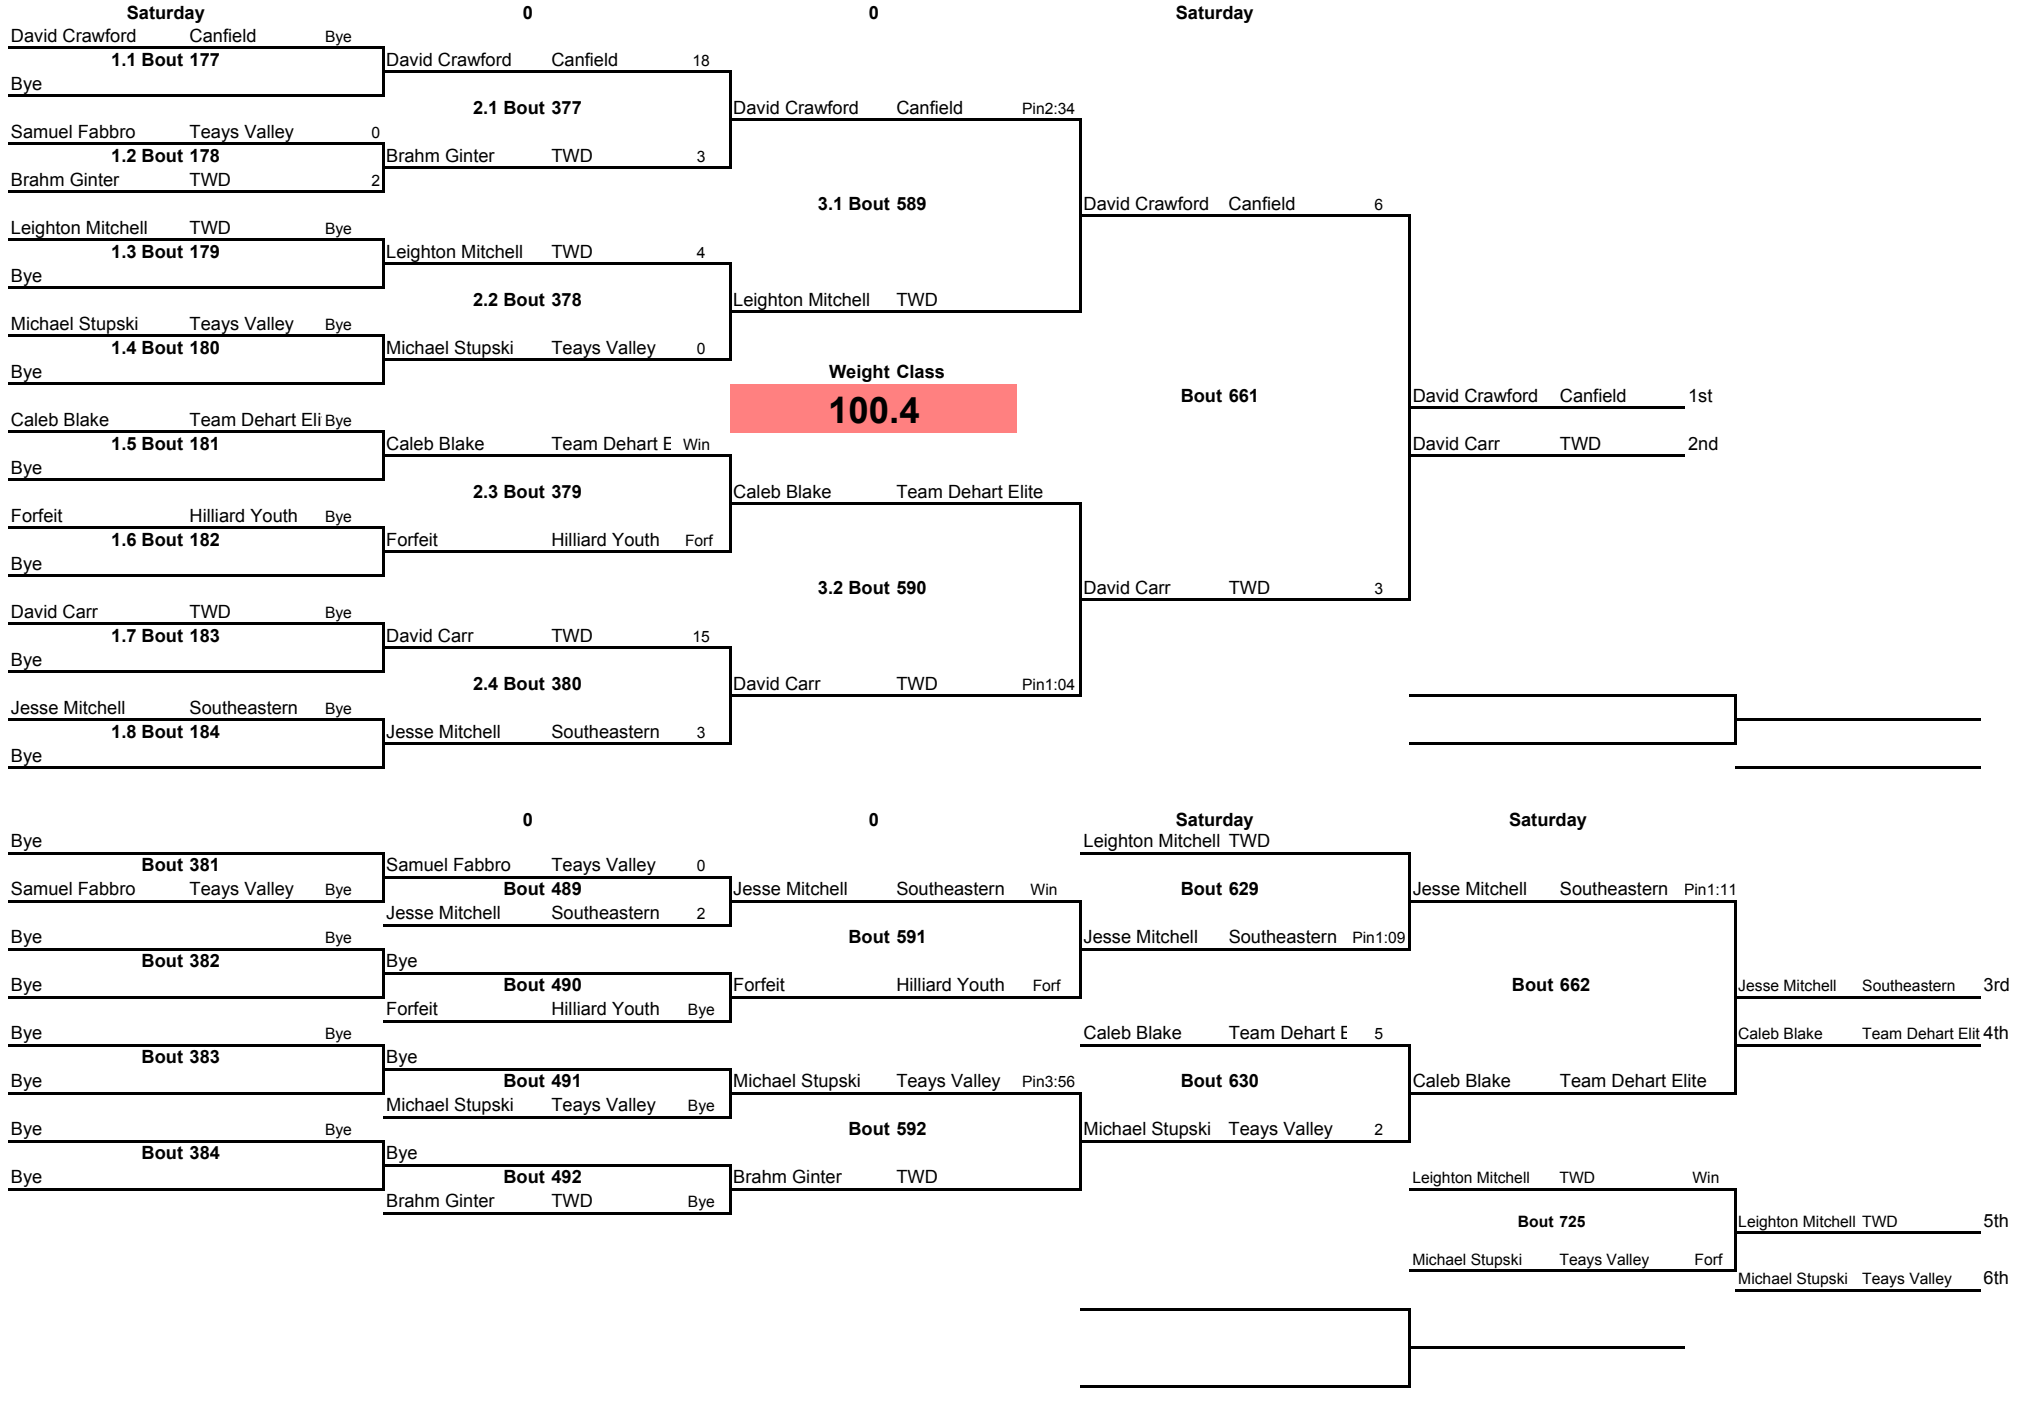 Saturday 0 0 Saturday
David Crawford Canfield Bye
1.1 Bout 177 David Crawford Canfield 18
Bye
2.1 Bout 377 David Crawford Canfield Pin2:34
Samuel Fabbro Teays Valley 0
1.2 Bout 178 Brahm Ginter TWD 3
Brahm Ginter TWD 2
3.1 Bout 589 David Crawford Canfield 6
Leighton Mitchell TWD Bye
1.3 Bout 179 Leighton Mitchell TWD 4
Bye
2.2 Bout 378 Leighton Mitchell TWD
Michael Stupski Teays Valley Bye
1.4 Bout 180 Michael Stupski Teays Valley 0
Bye Weight Class
100.4 Bout 661 David Crawford Canfield 1st
Caleb Blake Team Dehart Eli Bye
1.5 Bout 181 Caleb Blake Team Dehart E Win David Carr TWD 2nd
Bye
2.3 Bout 379 Caleb Blake Team Dehart Elite
Forfeit Hilliard Youth Bye
1.6 Bout 182 Forfeit Hilliard Youth Forf
Bye
3.2 Bout 590 David Carr TWD 3
David Carr TWD Bye
1.7 Bout 183 David Carr TWD 15
Bye
2.4 Bout 380 David Carr TWD Pin1:04
Jesse Mitchell Southeastern Bye
1.8 Bout 184 Jesse Mitchell Southeastern 3
Bye
0 0 Saturday Saturday
Bye Leighton Mitchell TWD
Bout 381 Samuel Fabbro Teays Valley 0
Samuel Fabbro Teays Valley Bye Bout 489 Jesse Mitchell Southeastern Win Bout 629 Jesse Mitchell Southeastern Pin1:11
Jesse Mitchell Southeastern 2
Bye Bye Bout 591 Jesse Mitchell Southeastern Pin1:09
Bout 382 Bye
Bye Bout 490 Forfeit Hilliard Youth Forf Bout 662 Jesse Mitchell Southeastern 3rd
Forfeit Hilliard Youth Bye
Bye Bye Caleb Blake Team Dehart E 5 Caleb Blake Team Dehart Elit 4th
Bout 383 Bye
Bye Bout 491 Michael Stupski Teays Valley Pin3:56 Bout 630 Caleb Blake Team Dehart Elite
Michael Stupski Teays Valley Bye
Bye Bye Bout 592 Michael Stupski Teays Valley 2
Bout 384 Bye
Bye Bout 492 Brahm Ginter TWD Leighton Mitchell TWD Win
Brahm Ginter TWD Bye
Bout 725 Leighton Mitchell TWD 5th
Michael Stupski Teays Valley Forf
Michael Stupski Teays Valley 6th